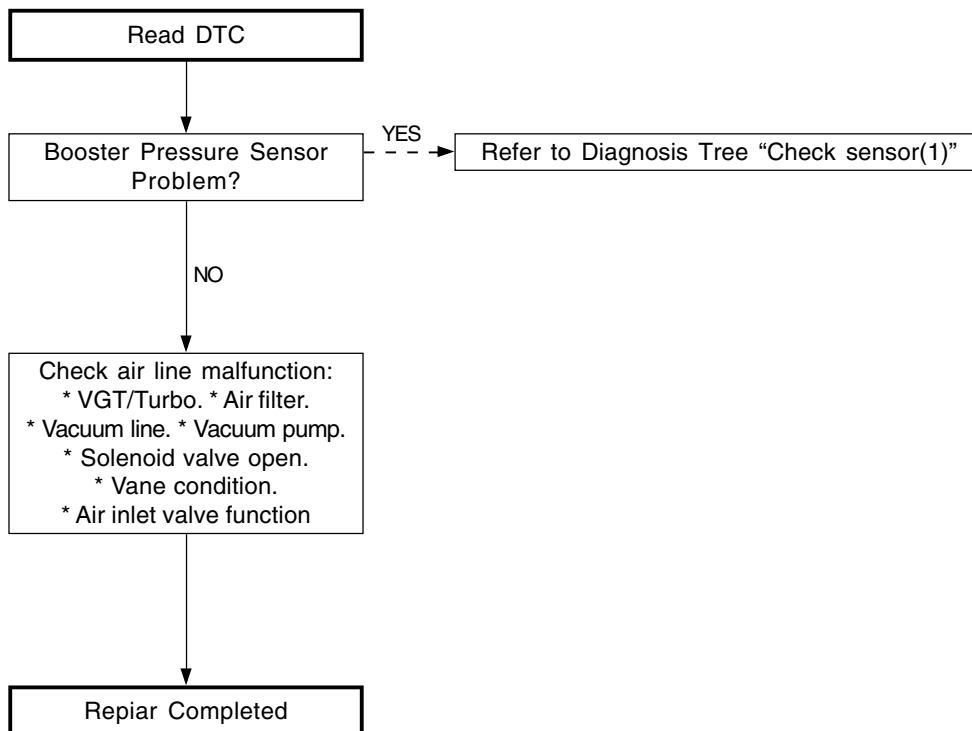 Read DTC
Booster Pressure Sensor
Problem?
YES
Refer to Diagnosis Tree “Check sensor(1)”
NO
Check air line malfunction:
* VGT/Turbo. * Air filter.
* Vacuum line. * Vacuum pump.
* Solenoid valve open.
* Vane condition.
* Air inlet valve function
Repiar Completed